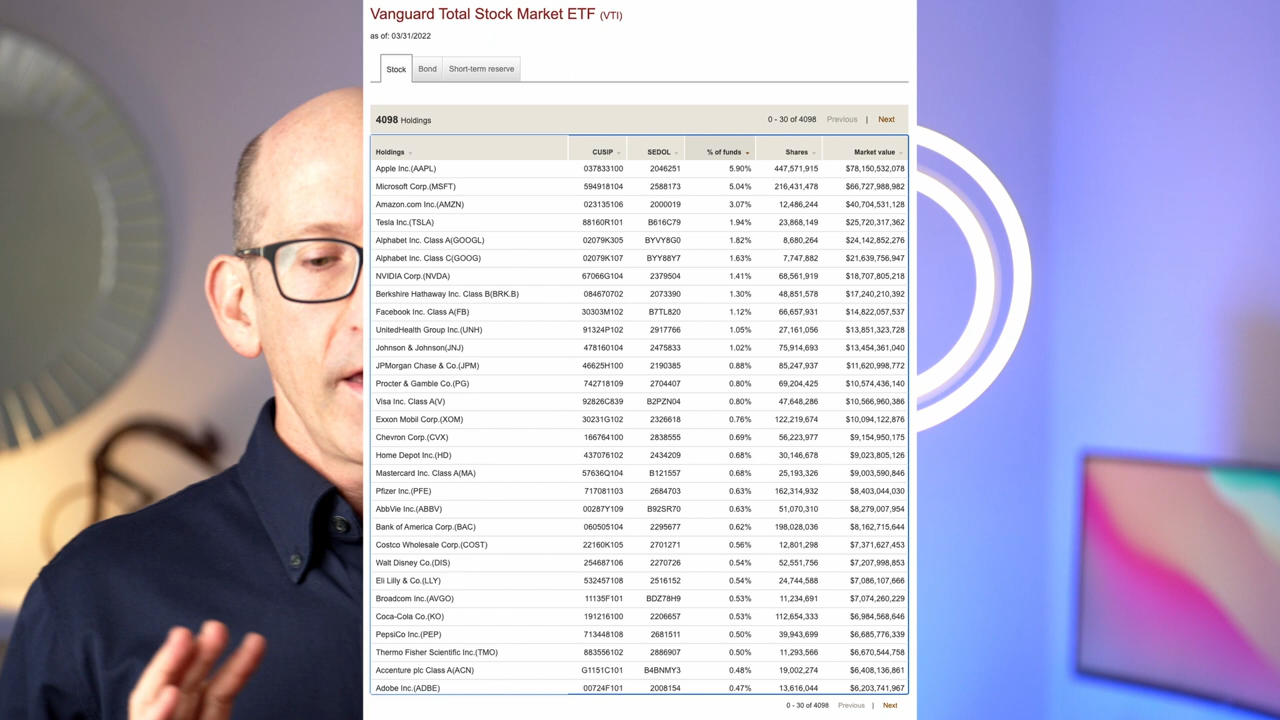 Vanguard Total Stock Market ETF (VTI)
as of: 03/31/2022
Stock Bond Short-term reserve
4098 Holdings 0 - 30 of 4098 Previous | Next
Holdings CUSIP SEDOL % of funds Shares Market value
Apple Inc.(AAPL) 037833100 2046251 5.90% 447,571,915 $78,150,532,078
Microsoft Corp.(MSFT) 594918104 2588173 5.04% 216,431,478 $66,727,988,982
Amazon.com Inc.(AMZN) 023135106 2000019 3.07% 12,486,244 $40,704,531,128
Tesla Inc.(TSLA) 88160R101 B616C79 1.94% 23,868,149 $25,720,317,362
Alphabet Inc. Class A(GOOGL) 02079K305 BYVY8G0 1.82% 8,680,264 $24,142,852,276
Alphabet Inc. Class C(GOOG) 02079K107 BYY88Y7 1.63% 7,747,882 $21,639,756,947
NVIDIA Corp.(NVDA) 67066G104 2379504 1.41% 68,561,919 $18,707,805,218
Berkshire Hathaway Inc. Class B(BRK.B) 084670702 2073390 1.30% 48,851,578 $17,240,210,392
Facebook Inc. Class A(FB) 30303M102 B7TL820 1.12% 66,657,931 $14,822,057,537
UnitedHealth Group Inc.(UNH) 91324P102 2917766 1.05% 27,161,056 $13,851,323,728
Johnson & Johnson(JNJ) 478160104 2475833 1.02% 75,914,693 $13,454,361,040
JPMorgan Chase & Co.(JPM) 46625H100 2190385 0.88% 85,247,937 $11,620,998,772
Procter & Gamble Co.(PG) 742718109 2704407 0.80% 69,204,425 $10,574,436,140
Visa Inc. Class A(V) 92826C839 B2PZN04 0.80% 47,648,286 $10,566,960,386
Exxon Mobil Corp.(XOM) 30231G102 2326618 0.76% 122,219,674 $10,094,122,876
Chevron Corp.(CVX) 166764100 2838555 0.69% 56,223,977 $9,154,950,175
Home Depot Inc.(HD) 437076102 2434209 0.68% 30,146,678 $9,023,805,126
Mastercard Inc. Class A(MA) 57636Q104 B121557 0.68% 25,193,326 $9,003,590,846
Pfizer Inc.(PFE) 717081103 2684703 0.63% 162,314,932 $8,403,044,030
AbbVie Inc.(ABBV) 00287Y109 B92SR70 0.63% 51,070,310 $8,279,007,954
Bank of America Corp.(BAC) 060505104 2295677 0.62% 198,028,036 $8,162,715,644
Costco Wholesale Corp.(COST) 22160K105 2701271 0.56% 12,801,298 $7,371,627,453
Walt Disney Co.(DIS) 254687106 2270726 0.54% 52,551,756 $7,207,998,853
Eli Lilly & Co.(LLY) 532457108 2516152 0.54% 24,744,588 $7,086,107,666
Broadcom Inc.(AVGO) 11135F101 BDZ78H9 0.53% 11,234,691 $7,074,260,229
Coca-Cola Co.(KO) 191216100 2206657 0.53% 112,654,333 $6,984,568,646
PepsiCo Inc.(PEP) 713448108 2681511 0.50% 39,943,699 $6,685,776,339
Thermo Fisher Scientific Inc.(TMO) 883556102 2886907 0.50% 11,293,566 $6,670,544,758
Accenture plc Class A(ACN) G1151C101 B4BNMY3 0.48% 19,002,274 $6,408,136,861
Adobe Inc.(ADBE) 00724F101 2008154 0.47% 13,616,044 $6,203,741,967
0 - 30 of 4098 Previous | Next